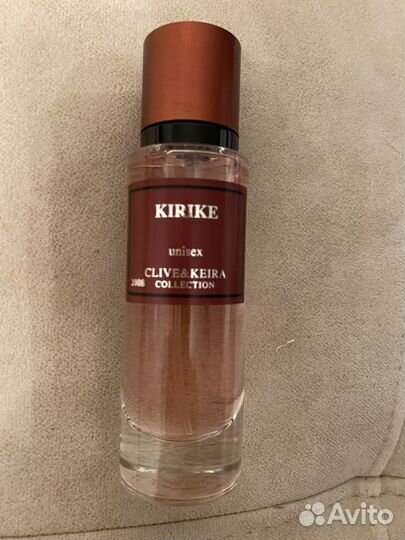 KIRIKE
unisex
CLIVE&KEIRA
2008 COLLECTION
Avito